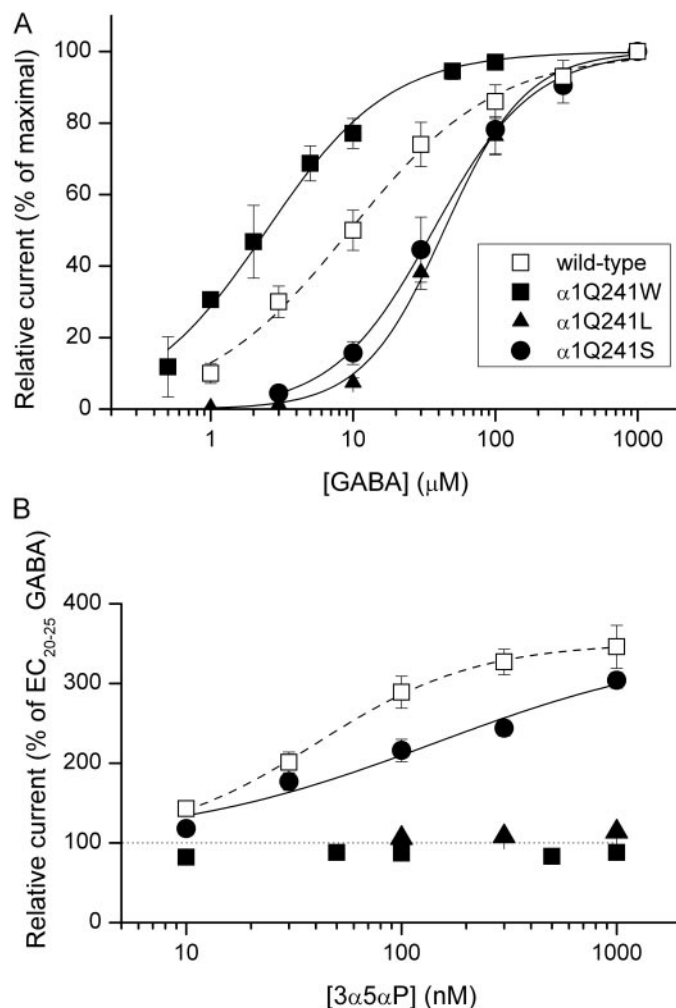 A
Relative current (% of maximal)
100
80
60
40
20
0
wild-type
α1Q241W
α1Q241L
α1Q241S
1
10
100
1000
[GABA] (μM)
B
Relative current (% of EC20-25 GABA)
400
300
200
100
0
10
100
1000
[3α5αP] (nM)